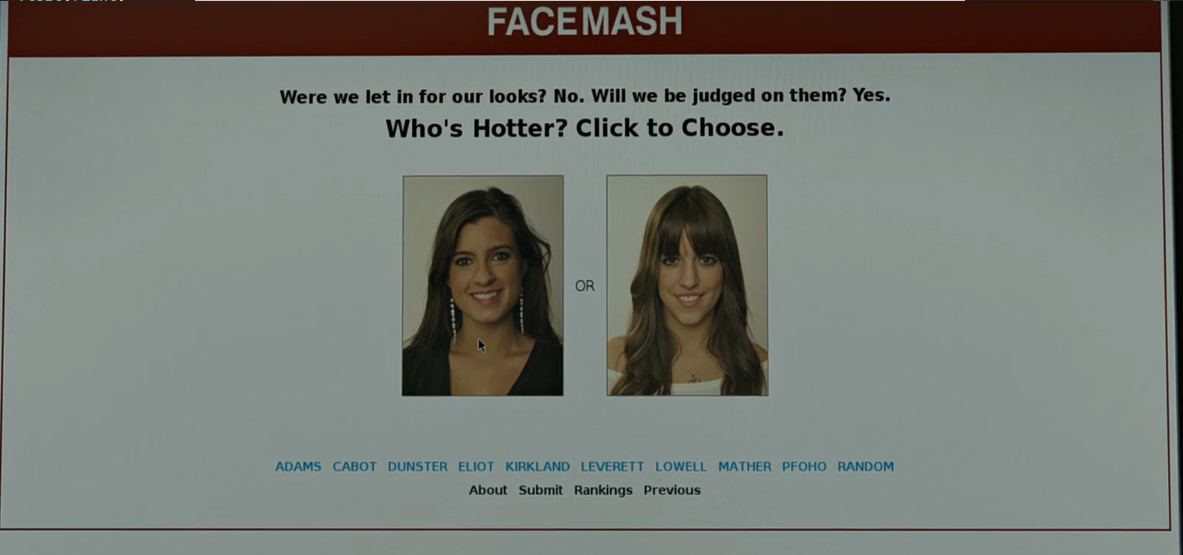 FACEMASH
Were we let in for our looks? No. Will we be judged on them? Yes.
Who's Hotter? Click to Choose.
OR
ADAMS CABOT DUNSTER ELIOT KIRKLAND LEVERETT LOWELL MATHER PFOHO RANDOM
About Submit Rankings Previous